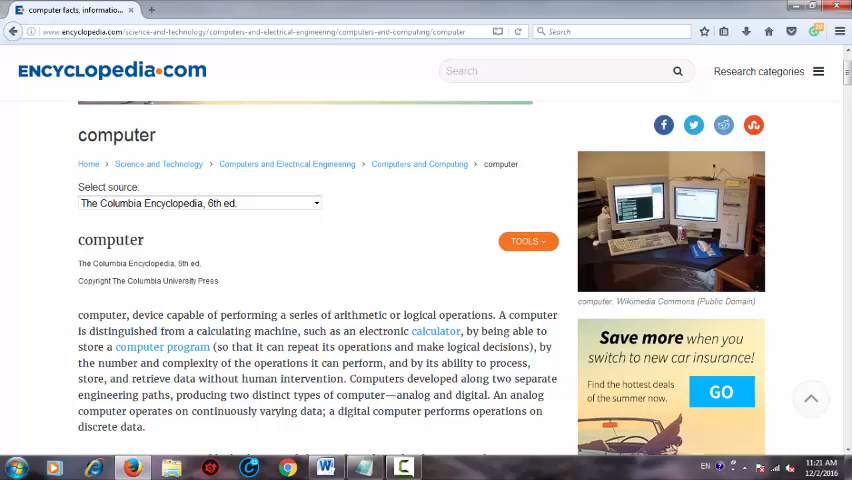 computer facts, informatio...
www.encyclopedia.com/science-and-technology/computers-and-electrical-engineering/computers-and-computing/computer
Search
ENCYCLOPEDIA.COM
Search
Research categories
computer
Home > Science and Technology > Computers and Electrical Engineering > Computers and Computing > computer
Select source:
The Columbia Encyclopedia, 6th ed.
computer
TOOLS
The Columbia Encyclopedia, 6th ed.
Copyright The Columbia University Press
computer. Wikimedia Commons (Public Domain)
computer, device capable of performing a series of arithmetic or logical operations. A computer
is distinguished from a calculating machine, such as an electronic calculator, by being able to
store a computer program (so that it can repeat its operations and make logical decisions), by
the number and complexity of the operations it can perform, and by its ability to process,
store, and retrieve data without human intervention. Computers developed along two separate
engineering paths, producing two distinct types of computer—analog and digital. An analog
computer operates on continuously varying data; a digital computer performs operations on
discrete data.
Save more when you
switch to new car insurance!
Find the hottest deals
of the summer now.
GO
EN
11:21 AM
12/2/2016